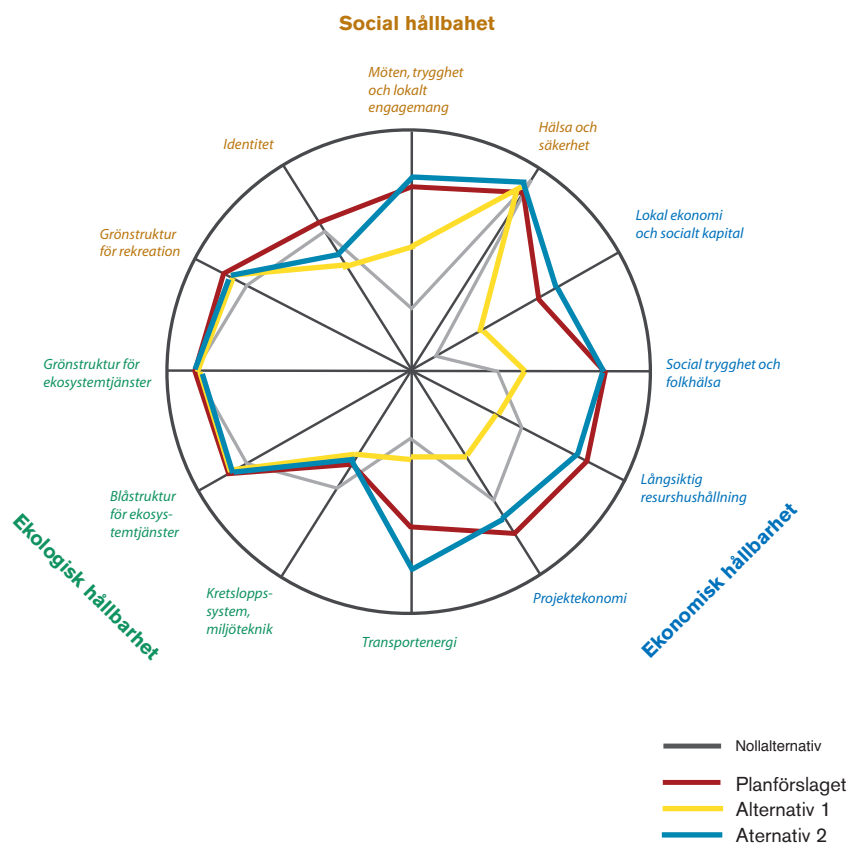 Social hållbahet
Möten, trygghet
och lokalt
engagemang
Hälsa och
säkerhet
Identitet
Lokal ekonomi
och socialt kapital
Grönstruktur
för rekreation
Grönstruktur för
ekosystemtjänster
Social trygghet och
folkhälsa
Långsiktig
resurshushållning
Blåstruktur
för ekosys-
temtjänster
Ekologisk hållbarhet
Ekonomisk hållbarhet
Kretslopps-
system,
miljöteknik
Projektekonomi
Transportenergi
Nollalternativ
Planförslaget
Alternativ 1
Aternativ 2